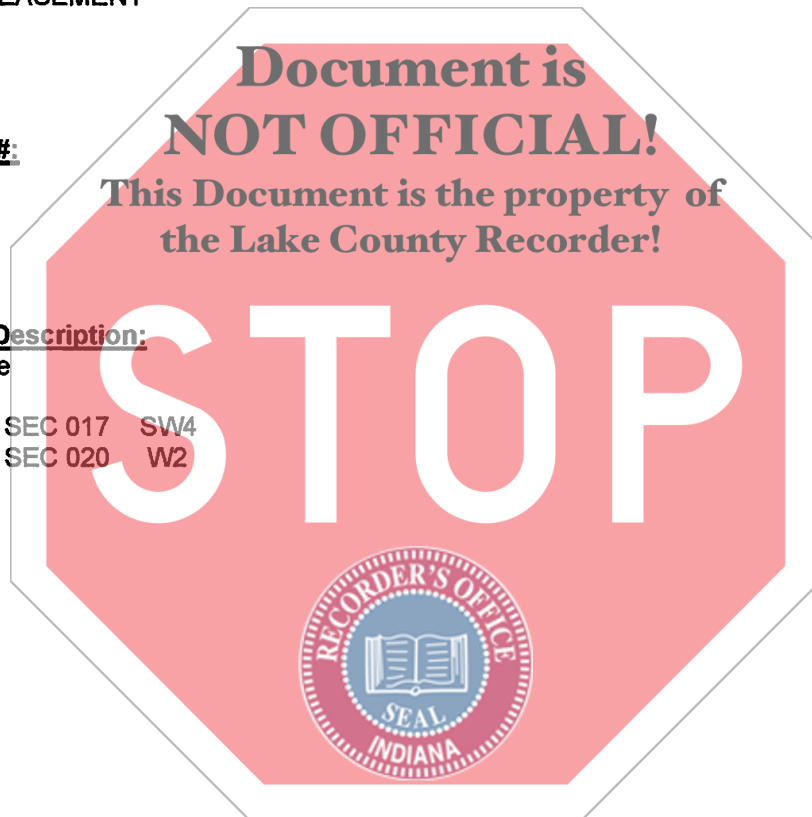 EASEMENT
Document is
NOT OFFICIAL!
#:
This Document is the property of
the Lake County Recorder!
Description:
e
SEC 017 SW4
SEC 020 W2
STOP
RECORDER'S OFFICE
SEAL
INDIANA